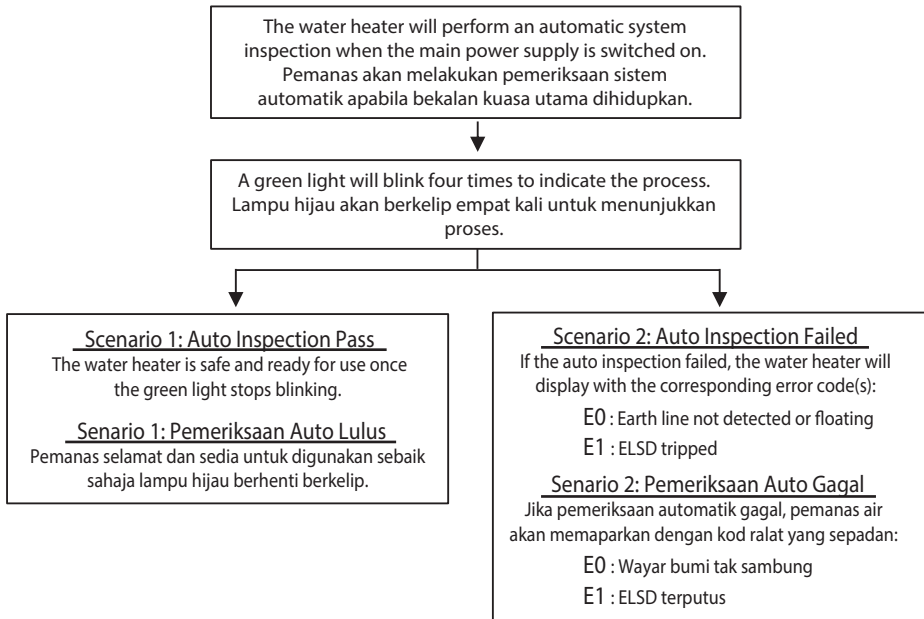 The water heater will perform an automatic system
inspection when the main power supply is switched on.
Pemanas akan melakukan pemeriksaan sistem
automatik apabila bekalan kuasa utama dihidupkan.
A green light will blink four times to indicate the process.
Lampu hijau akan berkelip empat kali untuk menunjukkan
proses.
Scenario 1: Auto Inspection Pass
The water heater is safe and ready for use once
the green light stops blinking.
Senario 1: Pemeriksaan Auto Lulus
Pemanas selamat dan sedia untuk digunakan sebaik
sahaja lampu hijau berhenti berkelip.
Scenario 2: Auto Inspection Failed
If the auto inspection failed, the water heater will
display with the corresponding error code(s):
E0 : Earth line not detected or floating
E1 : ELSD tripped
Senario 2: Pemeriksaan Auto Gagal
Jika pemeriksaan automatik gagal, pemanas air
akan memaparkan dengan kod ralat yang sepadan:
E0 : Wayar bumi tak sambung
E1 : ELSD terputus